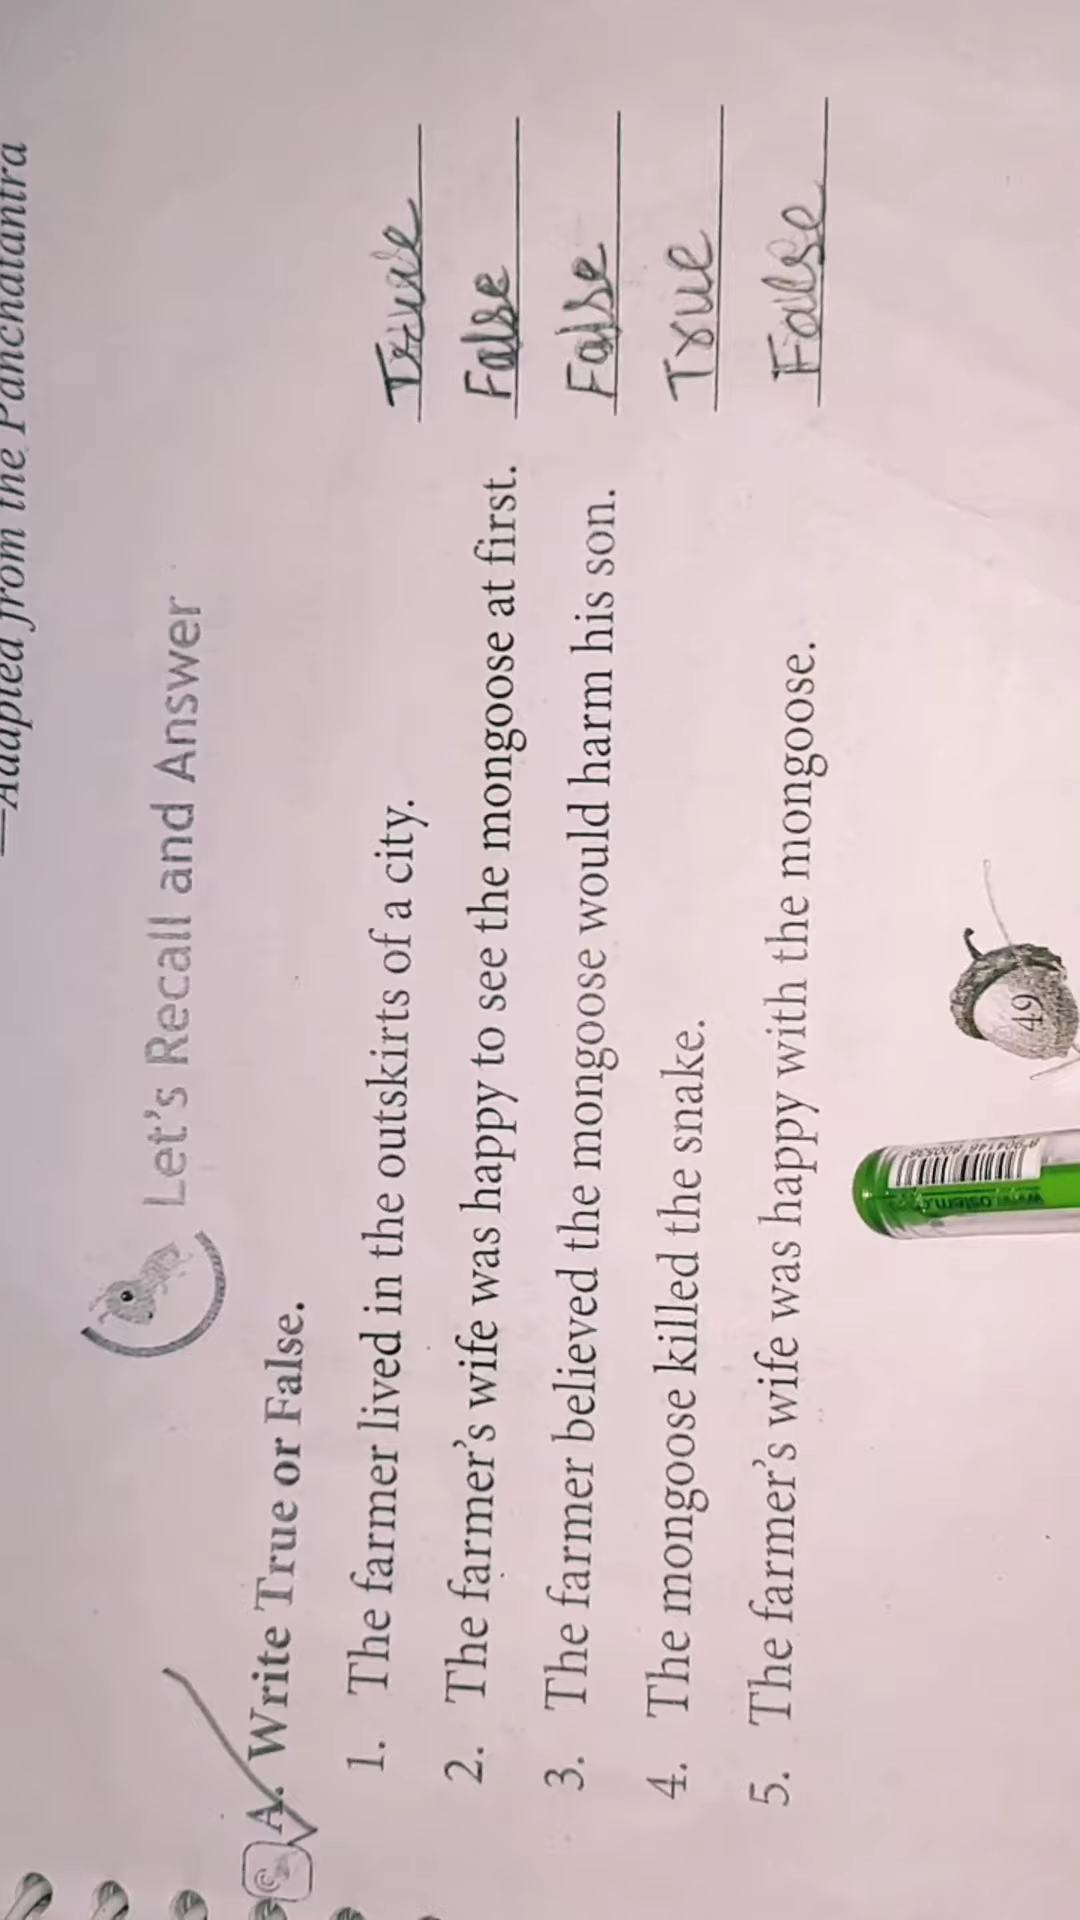 —Adapted from the Panchatantra
Let's Recall and Answer
A. Write True or False.
1. The farmer lived in the outskirts of a city. True
2. The farmer's wife was happy to see the mongoose at first. False
3. The farmer believed the mongoose would harm his son. False
4. The mongoose killed the snake. True
5. The farmer's wife was happy with the mongoose. False
49